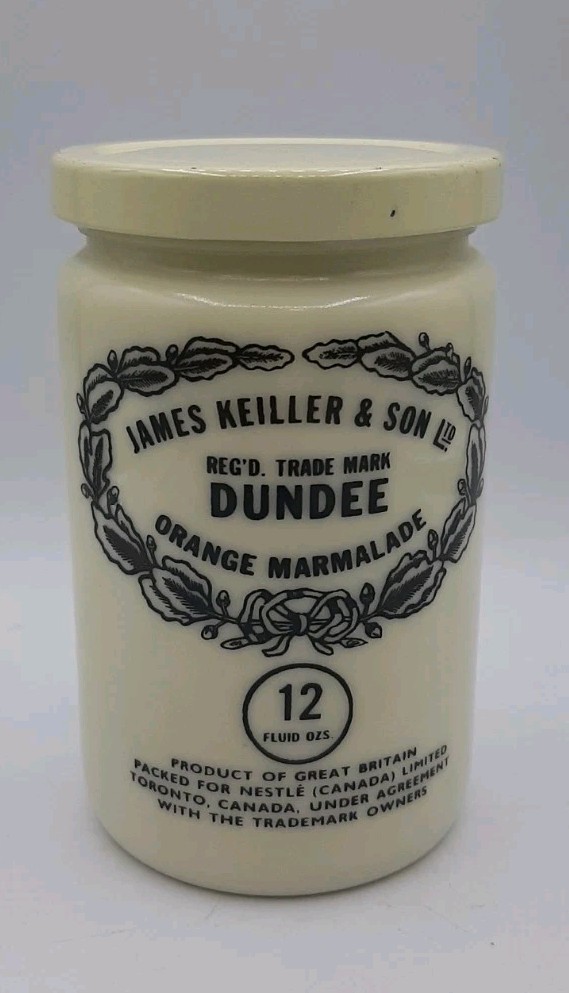 JAMES KEILLER & SON LTD.
REG'D. TRADE MARK
DUNDEE
ORANGE MARMALADE
12
FLUID OZS.
PRODUCT OF GREAT BRITAIN
PACKED FOR NESTLÉ (CANADA) LIMITED
TORONTO, CANADA, UNDER AGREEMENT
WITH THE TRADEMARK OWNERS